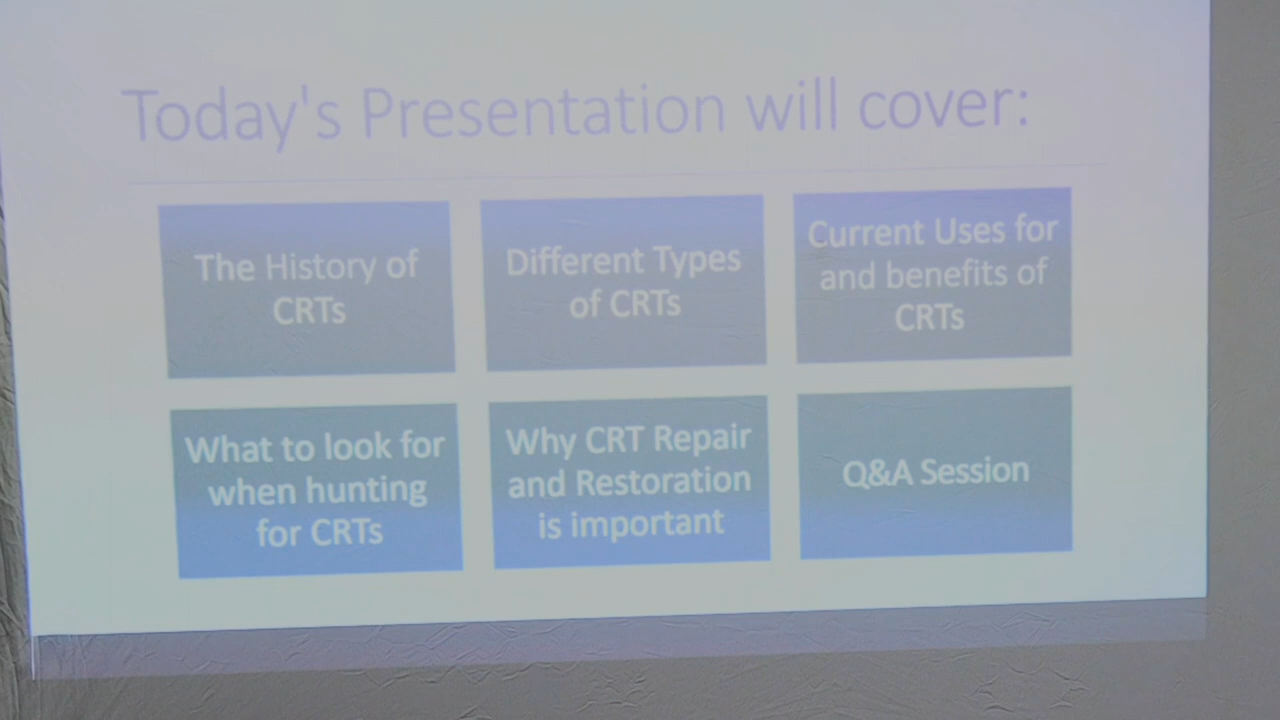 Today's Presentation will cover:
The History of
CRTs
Different Types
of CRTs
Current Uses for
and benefits of
CRTs
What to look for
when hunting
for CRTs
Why CRT Repair
and Restoration
is important
Q&A Session